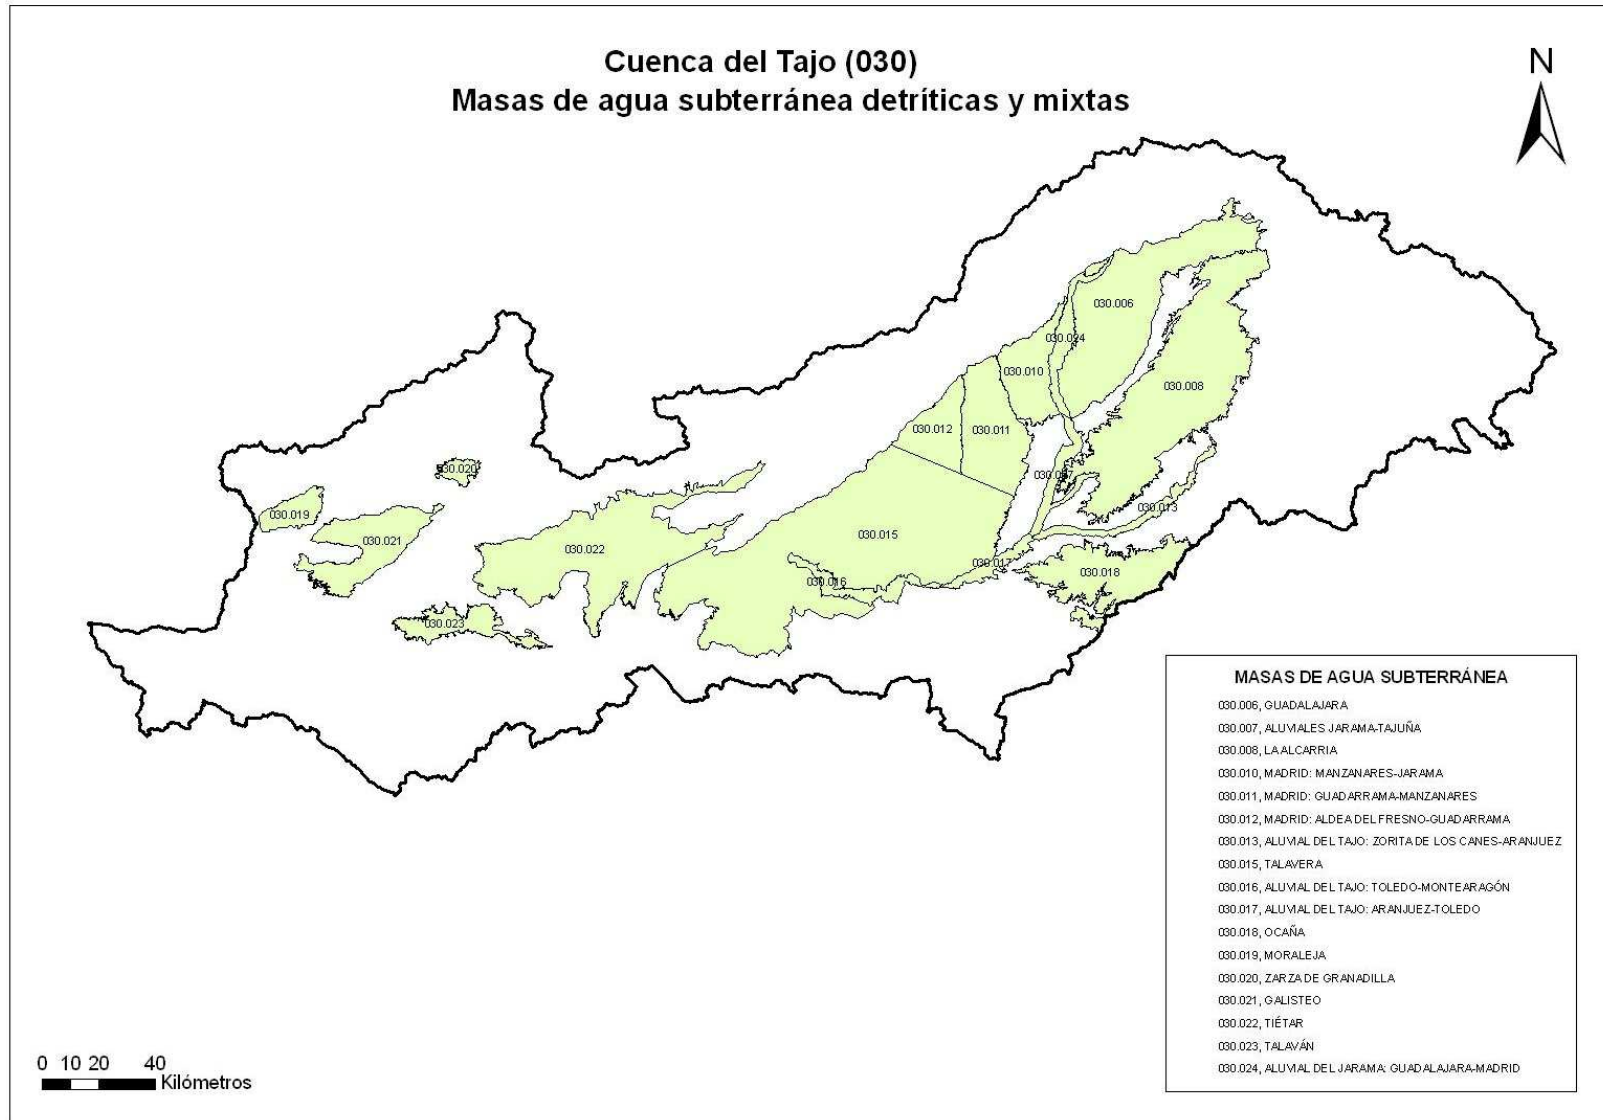 Cuenca del Tajo (030)
Masas de agua subterránea detríticas y mixtas
N
030.006
030.024
030.010
030.008
030.012
030.011
030.007
030.020
030.019
030.013
030.021
030.022
030.015
030.017
030.018
030.016
030.023
MASAS DE AGUA SUBTERRÁNEA
030.006, GUADALAJARA
030.007, ALUVIALES JARAMA-TAJUÑA
030.008, LA ALCARRIA
030.010, MADRID: MANZANARES-JARAMA
030.011, MADRID: GUADARRAMA-MANZANARES
030.012, MADRID: ALDEA DEL FRESNO-GUADARRAMA
030.013, ALUVIAL DEL TAJO: ZORITA DE LOS CANES-ARANJUEZ
030.015, TALAVERA
030.016, ALUVIAL DEL TAJO: TOLEDO-MONTEARAGÓN
030.017, ALUVIAL DEL TAJO: ARANJUEZ-TOLEDO
030.018, OCAÑA
030.019, MORALEJA
030.020, ZARZA DE GRANADILLA
030.021, GALISTEO
030.022, TIÉTAR
030.023, TALAVÁN
030.024, ALUVIAL DEL JARAMA: GUADALAJARA-MADRID
0 10 20 40
Kilómetros